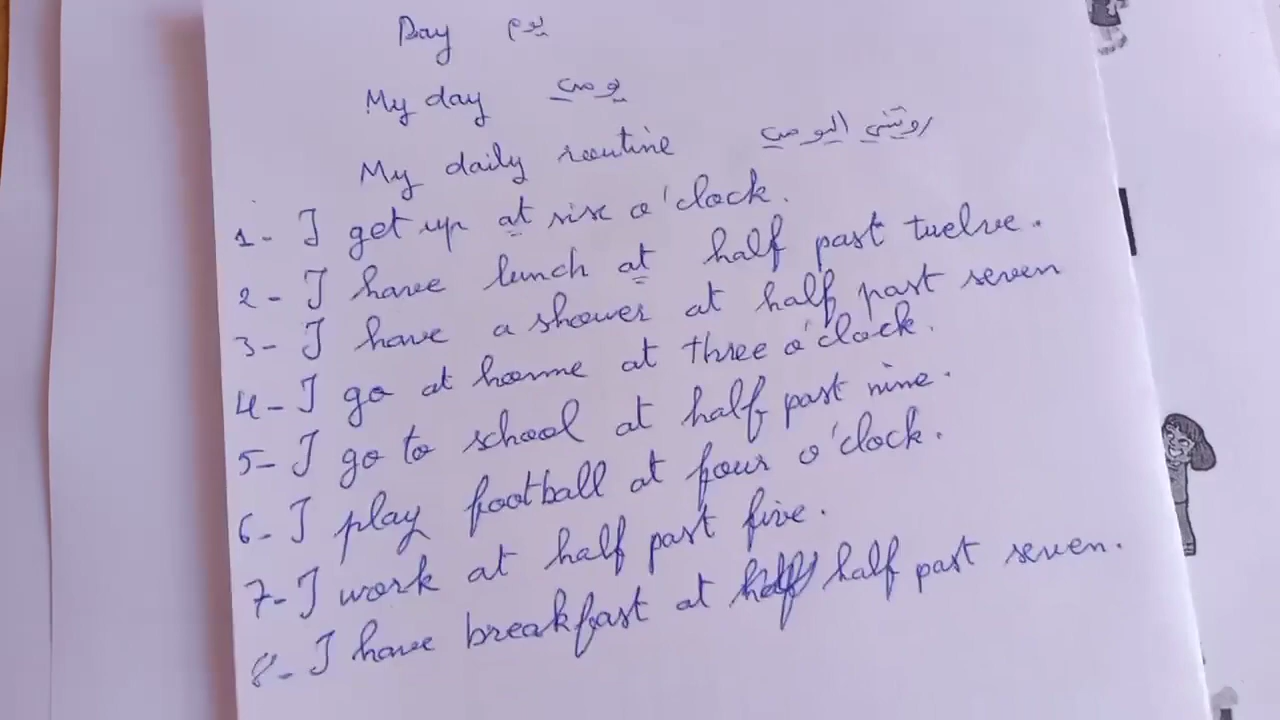 Day يوم
My day يومي
My daily routine روتيني اليومي
1- I get up at sisc o'clock.
2- I have lunch at half past twelve.
3- I have a shower at half past seven
4- I go at home at three o'clock.
5- I go to school at half past nine.
6- I play football at four o'clock.
7- I work at half past five.
8- I have breakfast at half half past seven.